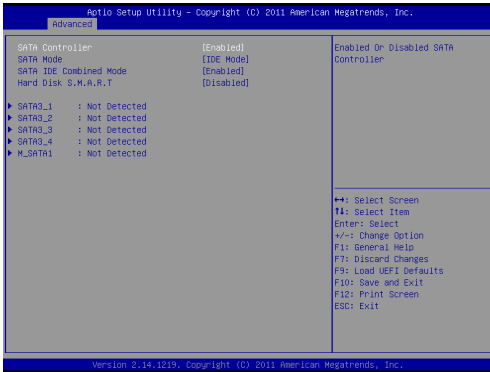 Aptio Setup Utility – Copyright (C) 2011 American Megatrends, Inc.
Advanced
SATA Controller [Enabled]
SATA Mode [IDE Mode]
SATA IDE Combined Mode [Enabled]
Hard Disk S.M.A.R.T [Disabled]
SATA3_1 : Not Detected
SATA3_2 : Not Detected
SATA3_3 : Not Detected
SATA3_4 : Not Detected
M_SATA1 : Not Detected
Enabled Or Disabled SATA
Controller
↔: Select Screen
↑↓: Select Item
Enter: Select
+/-: Change Option
F1: General Help
F7: Discard Changes
F9: Load UEFI Defaults
F10: Save and Exit
F12: Print Screen
ESC: Exit
Version 2.14.1219. Copyright (C) 2011 American Megatrends, Inc.